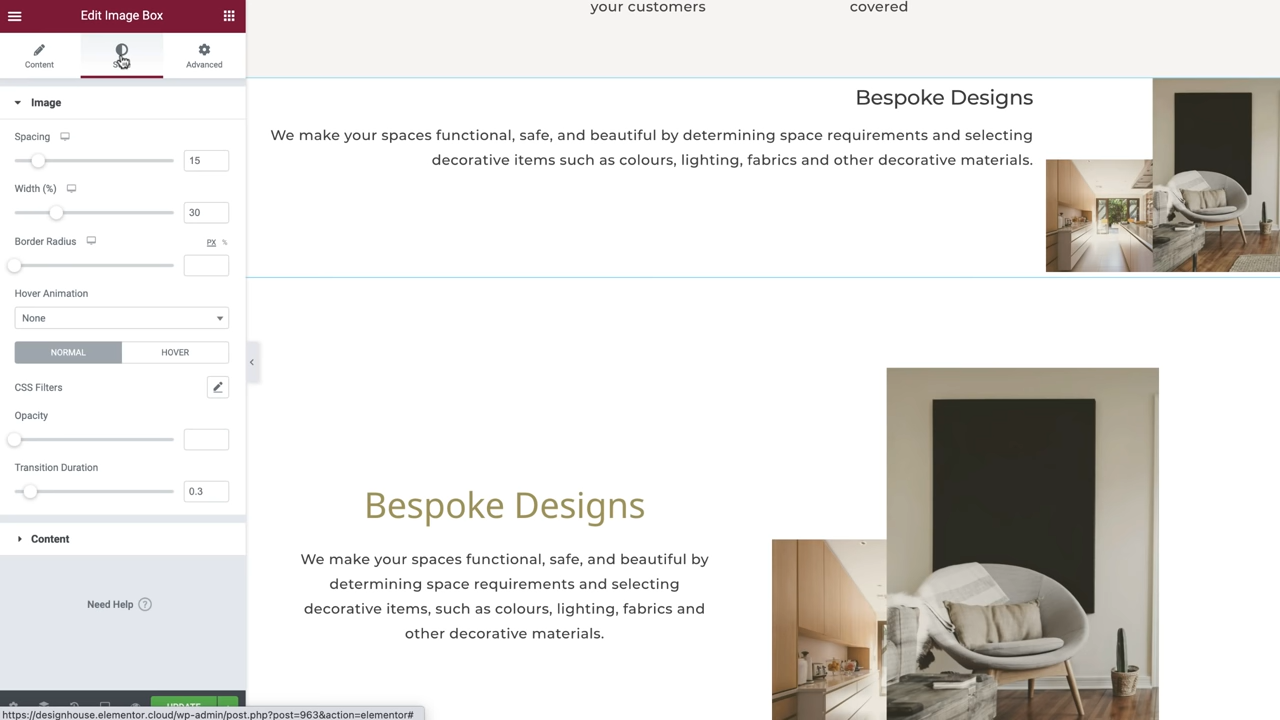 Edit Image Box
Content
Advanced
Image
Spacing
15
Width (%)
30
Border Radius
PX %
Hover Animation
None
NORMAL
HOVER
CSS Filters
Opacity
Transition Duration
0.3
Content
Need Help ?
https://designhouse.elementor.cloud/wp-admin/post.php?post=963&action=elementor#
your customers
covered
Bespoke Designs
We make your spaces functional, safe, and beautiful by determining space requirements and selecting
decorative items such as colours, lighting, fabrics and other decorative materials.
Bespoke Designs
We make your spaces functional, safe, and beautiful by
determining space requirements and selecting
decorative items, such as colours, lighting, fabrics and
other decorative materials.